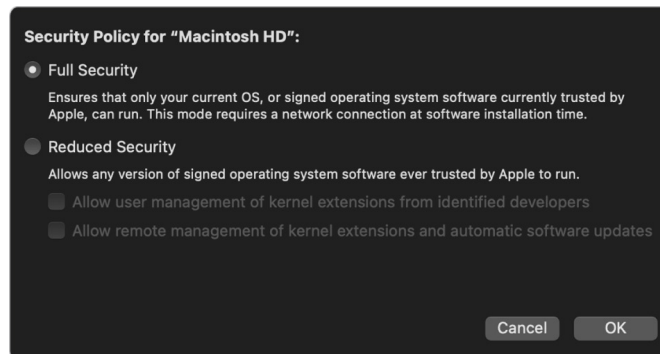 Security Policy for “Macintosh HD”:
Full Security
Ensures that only your current OS, or signed operating system software currently trusted by
Apple, can run. This mode requires a network connection at software installation time.
Reduced Security
Allows any version of signed operating system software ever trusted by Apple to run.
Allow user management of kernel extensions from identified developers
Allow remote management of kernel extensions and automatic software updates
Cancel OK